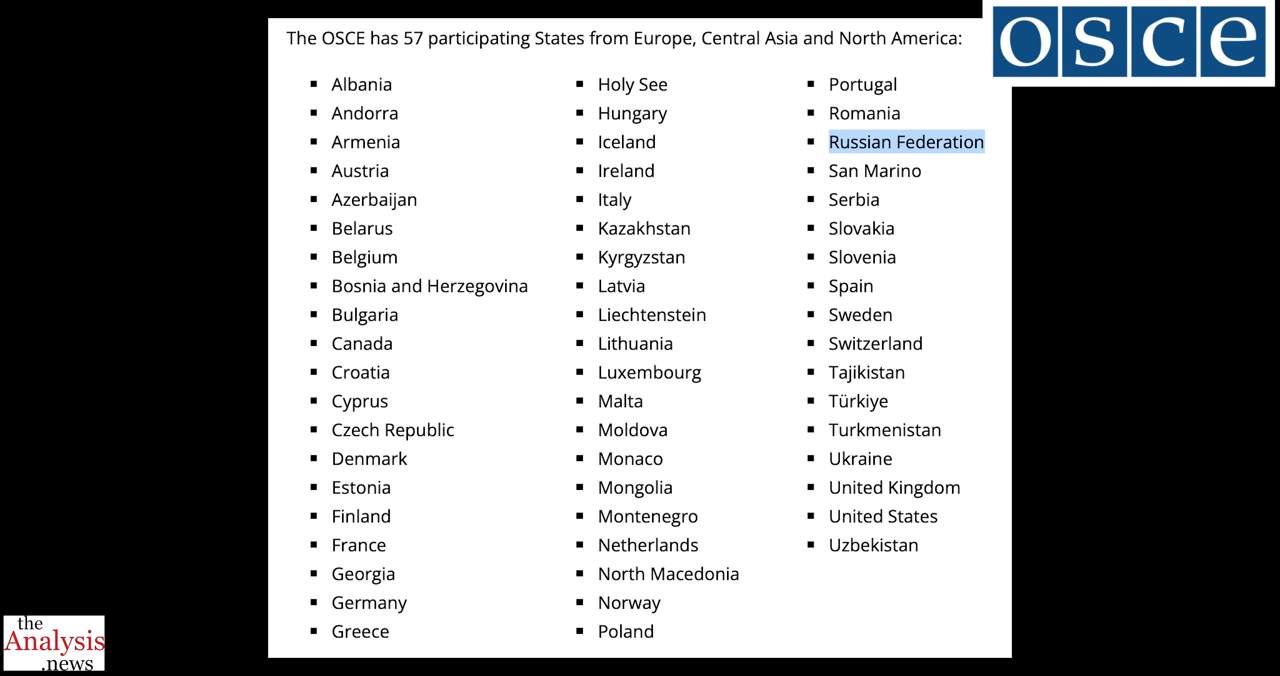 The OSCE has 57 participating States from Europe, Central Asia and North America:
osce
Albania
Andorra
Armenia
Austria
Azerbaijan
Belarus
Belgium
Bosnia and Herzegovina
Bulgaria
Canada
Croatia
Cyprus
Czech Republic
Denmark
Estonia
Finland
France
Georgia
Germany
Greece
Holy See
Hungary
Iceland
Ireland
Italy
Kazakhstan
Kyrgyzstan
Latvia
Liechtenstein
Lithuania
Luxembourg
Malta
Moldova
Monaco
Mongolia
Montenegro
Netherlands
North Macedonia
Norway
Poland
Portugal
Romania
Russian Federation
San Marino
Serbia
Slovakia
Slovenia
Spain
Sweden
Switzerland
Tajikistan
Türkiye
Turkmenistan
Ukraine
United Kingdom
United States
Uzbekistan
the
Analysis
.news